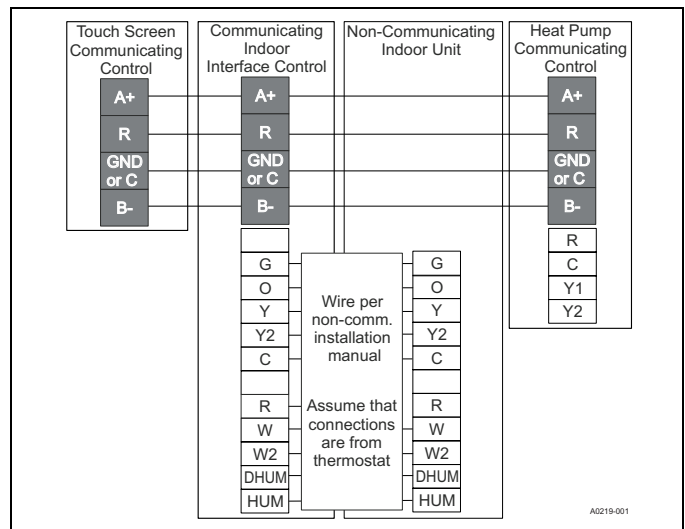 Touch Screen
Communicating
Control
A+
R
GND
or C
B-
Communicating
Indoor
Interface Control
A+
R
GND
or C
B-
G
O
Y
Y2
C
R
W
W2
DHUM
HUM
Wire per
non-comm.
installation
manual
Assume that
connections
are from
thermostat
Non-Communicating
Indoor Unit
G
O
Y
Y2
C
R
W
W2
DHUM
HUM
Heat Pump
Communicating
Control
A+
R
GND
or C
B-
R
C
Y1
Y2
A0219-001